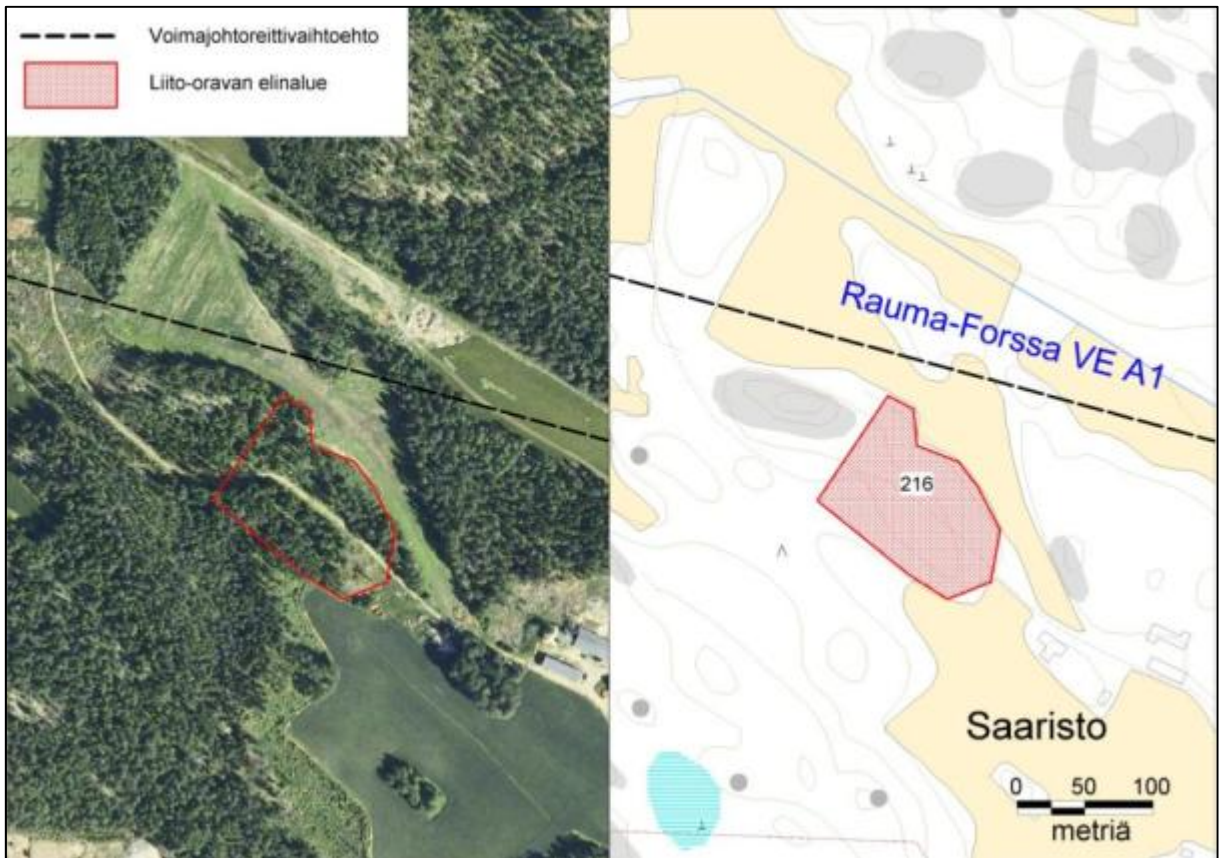 Voimajohtoreittivaihtoehto
Liito-oravan elinalue
Rauma-Forssa VE A1
216
Saaristo
0 50 100
metriä